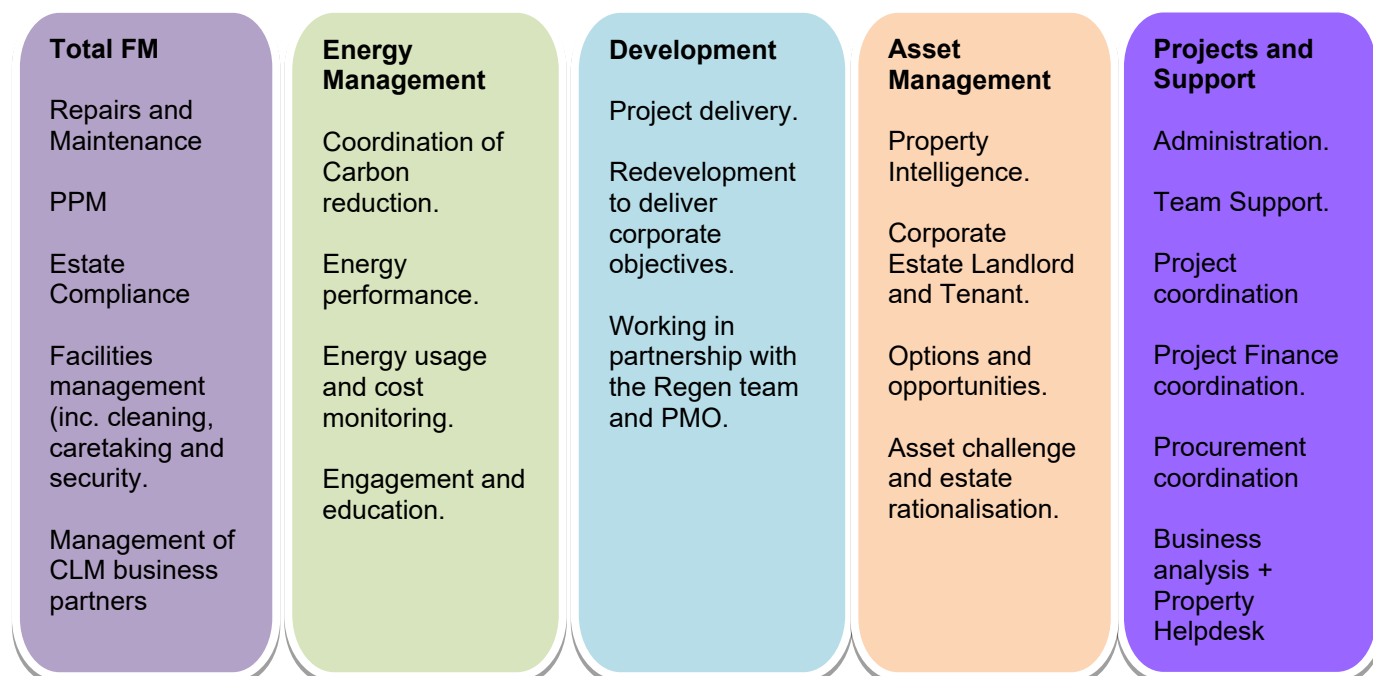 Total FM
Repairs and
Maintenance
PPM
Estate
Compliance
Facilities
management
(inc. cleaning,
caretaking and
security.
Management of
CLM business
partners
Energy
Management
Coordination of
Carbon
reduction.
Energy
performance.
Energy usage
and cost
monitoring.
Engagement and
education.
Development
Project delivery.
Redevelopment
to deliver
corporate
objectives.
Working in
partnership with
the Regen team
and PMO.
Asset
Management
Property
Intelligence.
Corporate
Estate Landlord
and Tenant.
Options and
opportunities.
Asset challenge
and estate
rationalisation.
Projects and
Support
Administration.
Team Support.
Project
coordination
Project Finance
coordination.
Procurement
coordination
Business
analysis +
Property
Helpdesk